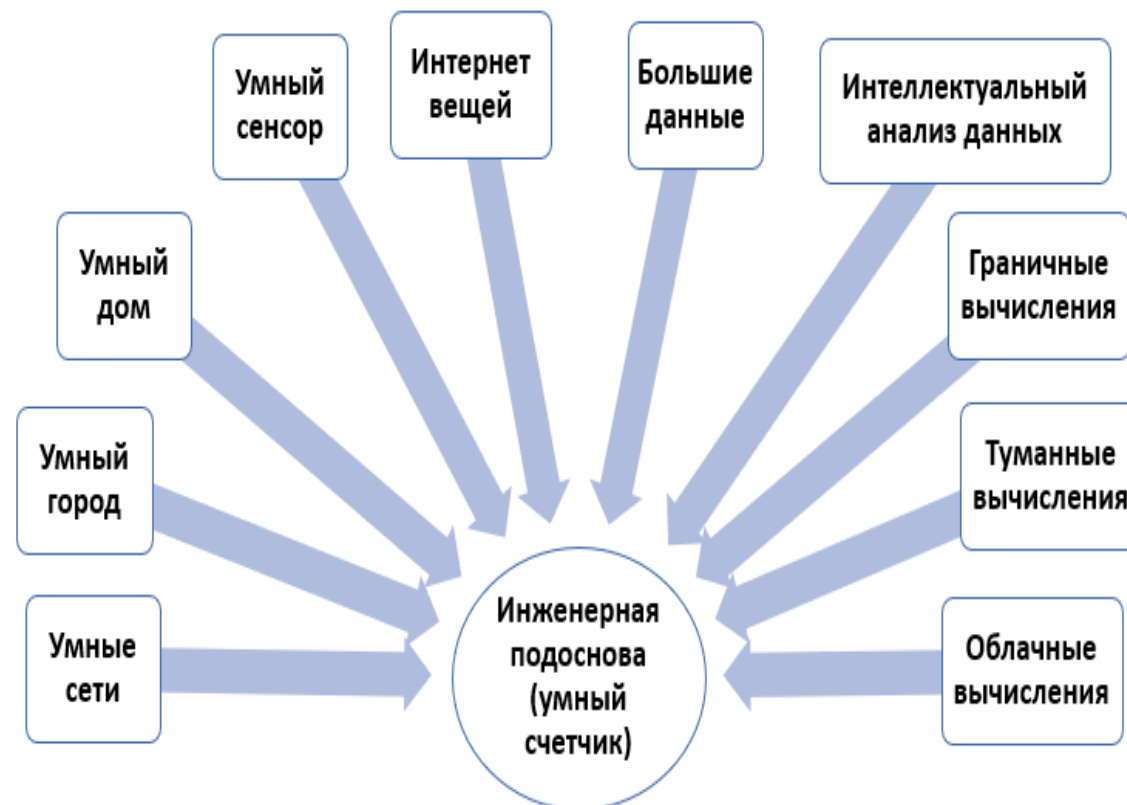 Умный
сенсор
Интернет
вещей
Большие
данные
Интеллектуальный
анализ данных
Умный
дом
Граничные
вычисления
Умный
город
Туманные
вычисления
Умные
сети
Инженерная
подоснова
(умный
счетчик)
Облачные
вычисления